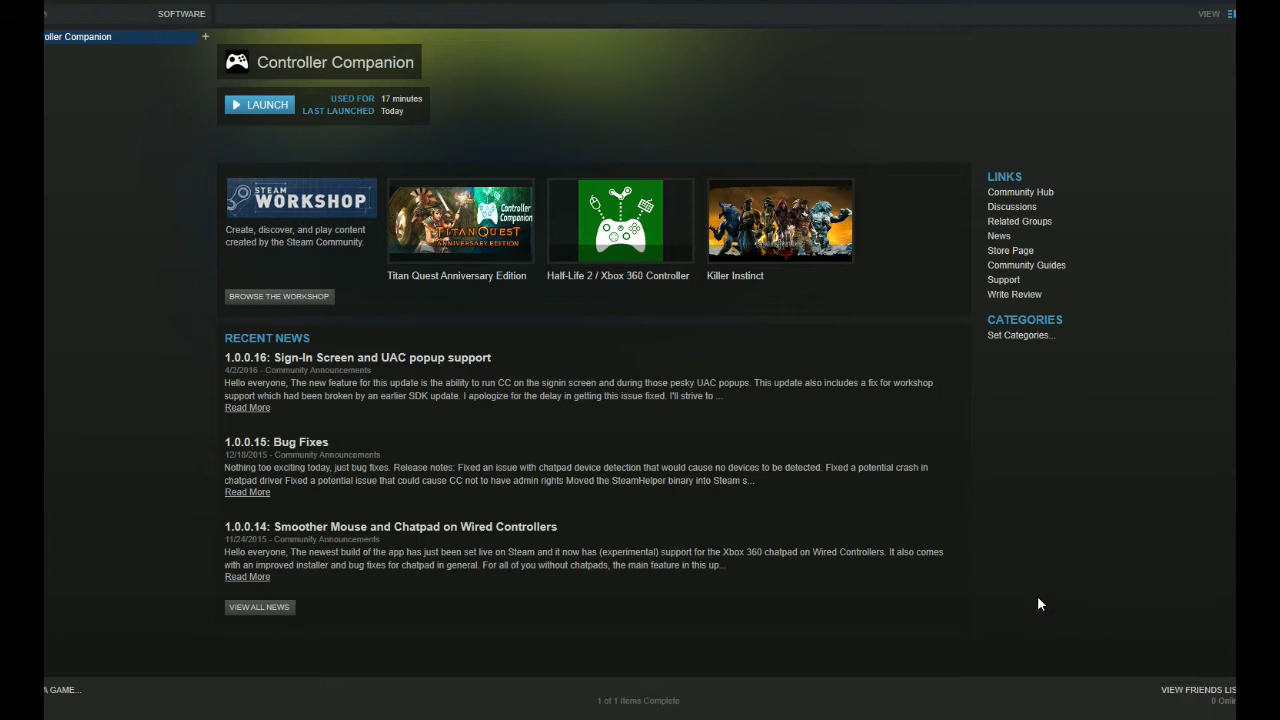 SOFTWARE
VIEW
oller Companion
+
Controller Companion
LAUNCH
USED FOR 17 minutes
LAST LAUNCHED Today
STEAM
WORKSHOP
Create, discover, and play content
created by the Steam Community.
BROWSE THE WORKSHOP
Controller
Companion
TITAN QUEST
ANNIVERSARY EDITION
Titan Quest Anniversary Edition
Half-Life 2 / Xbox 360 Controller
Killer Instinct
LINKS
Community Hub
Discussions
Related Groups
News
Store Page
Community Guides
Support
Write Review
CATEGORIES
Set Categories...
RECENT NEWS
1.0.0.16: Sign-In Screen and UAC popup support
4/2/2016 - Community Announcements
Hello everyone, The new feature for this update is the ability to run CC on the signin screen and during those pesky UAC popups. This update also includes a fix for workshop
support which had been broken by an earlier SDK update. I apologize for the delay in getting this issue fixed. I'll strive to ...
Read More
1.0.0.15: Bug Fixes
12/18/2015 - Community Announcements
Nothing too exciting today, just bug fixes. Release notes: Fixed an issue with chatpad device detection that would cause no devices to be detected. Fixed a potential crash in
chatpad driver Fixed a potential issue that could cause CC not to have admin rights Moved the SteamHelper binary into Steam s...
Read More
1.0.0.14: Smoother Mouse and Chatpad on Wired Controllers
11/24/2015 - Community Announcements
Hello everyone, The newest build of the app has just been set live on Steam and it now has (experimental) support for the Xbox 360 chatpad on Wired Controllers. It also comes
with an improved installer and bug fixes for chatpad in general. For all of you without chatpads, the main feature in this up...
Read More
VIEW ALL NEWS
A GAME...
1 of 1 Items Complete
VIEW FRIENDS LIS
0 Onlin